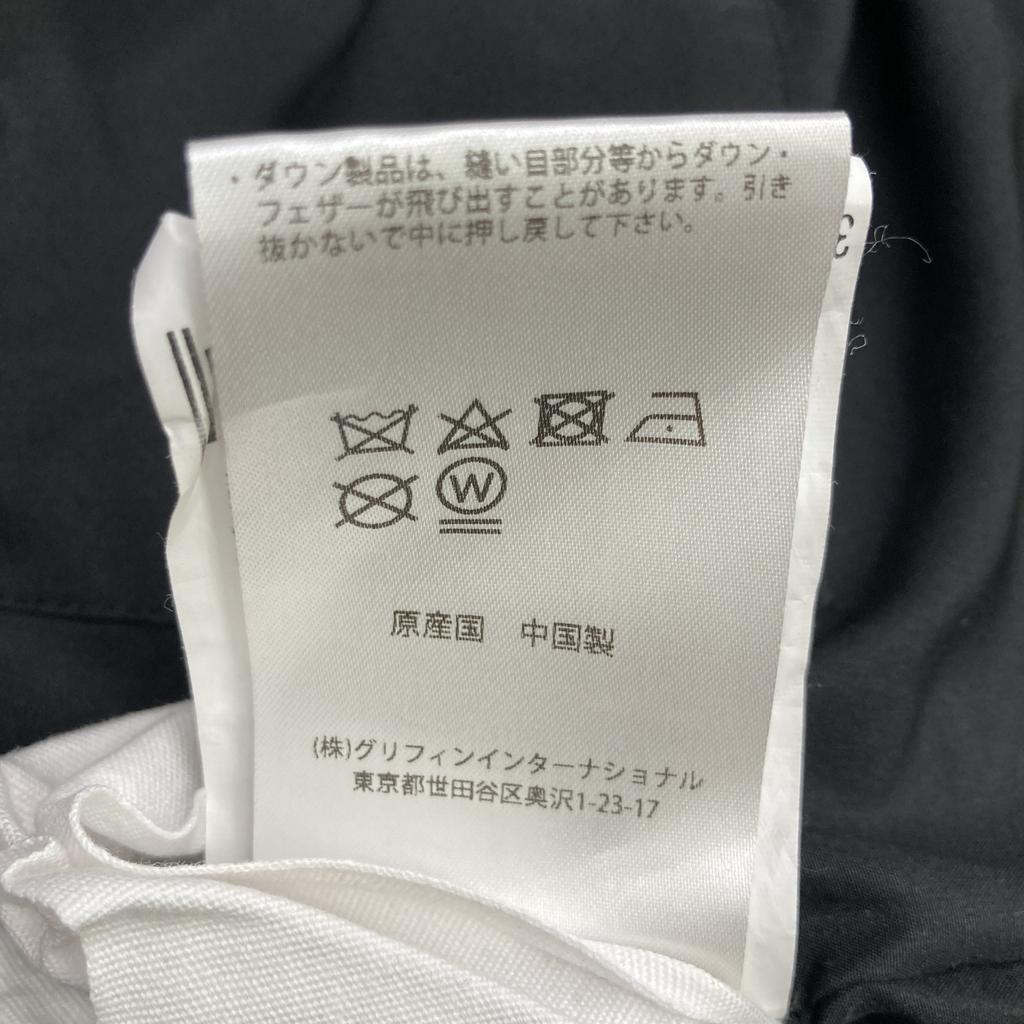 ・ダウン製品は、縫い目部分等からダウン・
フェザーが飛び出すことがあります。引き
抜かないで中に押し戻して下さい。
W
原産国 中国製
(株)グリフィンインターナショナル
東京都世田谷区奥沢1-23-17